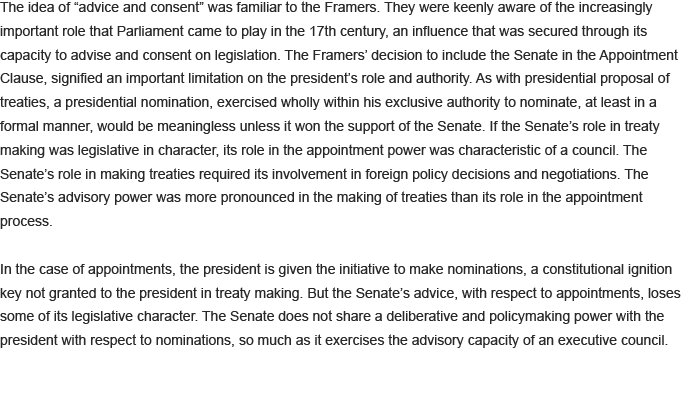 The idea of “advice and consent” was familiar to the Framers. They were keenly aware of the increasingly
important role that Parliament came to play in the 17th century, an influence that was secured through its
capacity to advise and consent on legislation. The Framers’ decision to include the Senate in the Appointment
Clause, signified an important limitation on the president’s role and authority. As with presidential proposal of
treaties, a presidential nomination, exercised wholly within his exclusive authority to nominate, at least in a
formal manner, would be meaningless unless it won the support of the Senate. If the Senate’s role in treaty
making was legislative in character, its role in the appointment power was characteristic of a council. The
Senate’s role in making treaties required its involvement in foreign policy decisions and negotiations. The
Senate’s advisory power was more pronounced in the making of treaties than its role in the appointment
process.
In the case of appointments, the president is given the initiative to make nominations, a constitutional ignition
key not granted to the president in treaty making. But the Senate’s advice, with respect to appointments, loses
some of its legislative character. The Senate does not share a deliberative and policymaking power with the
president with respect to nominations, so much as it exercises the advisory capacity of an executive council.